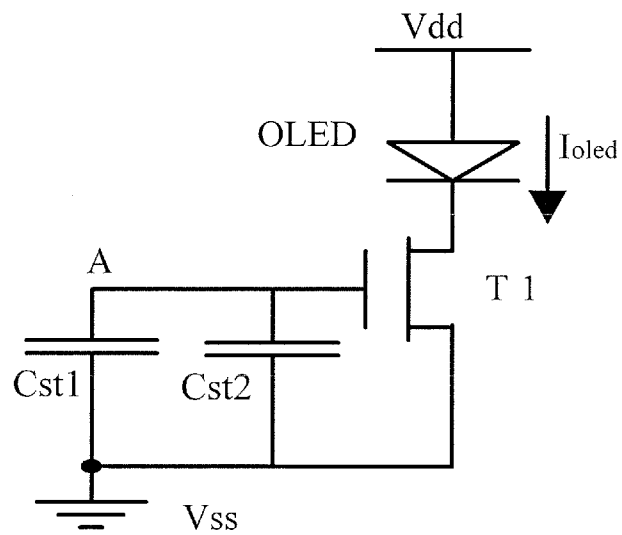 Vdd
OLED
Ioled
A
T 1
Cst1
Cst2
Vss